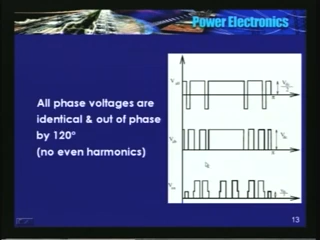 Power Electronics
All phase voltages are
identical & out of phase
by 120°
(no even harmonics)
13